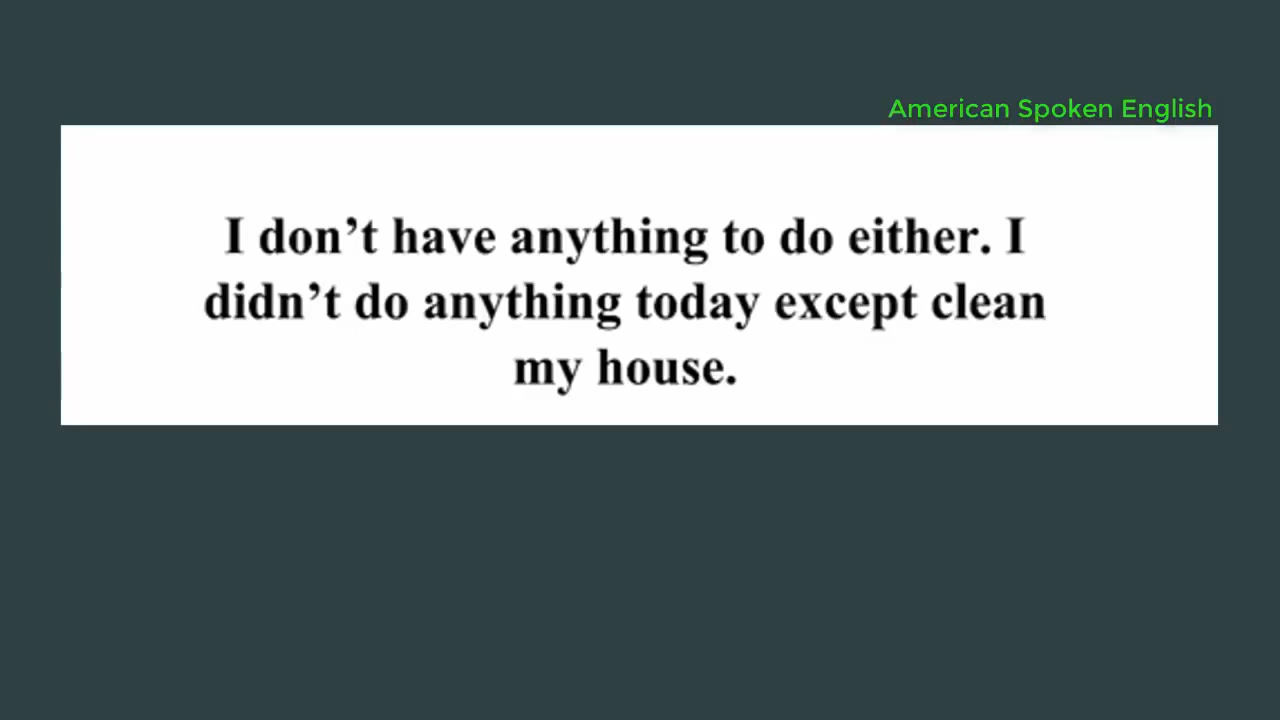 American Spoken English
I don’t have anything to do either. I
didn’t do anything today except clean
my house.